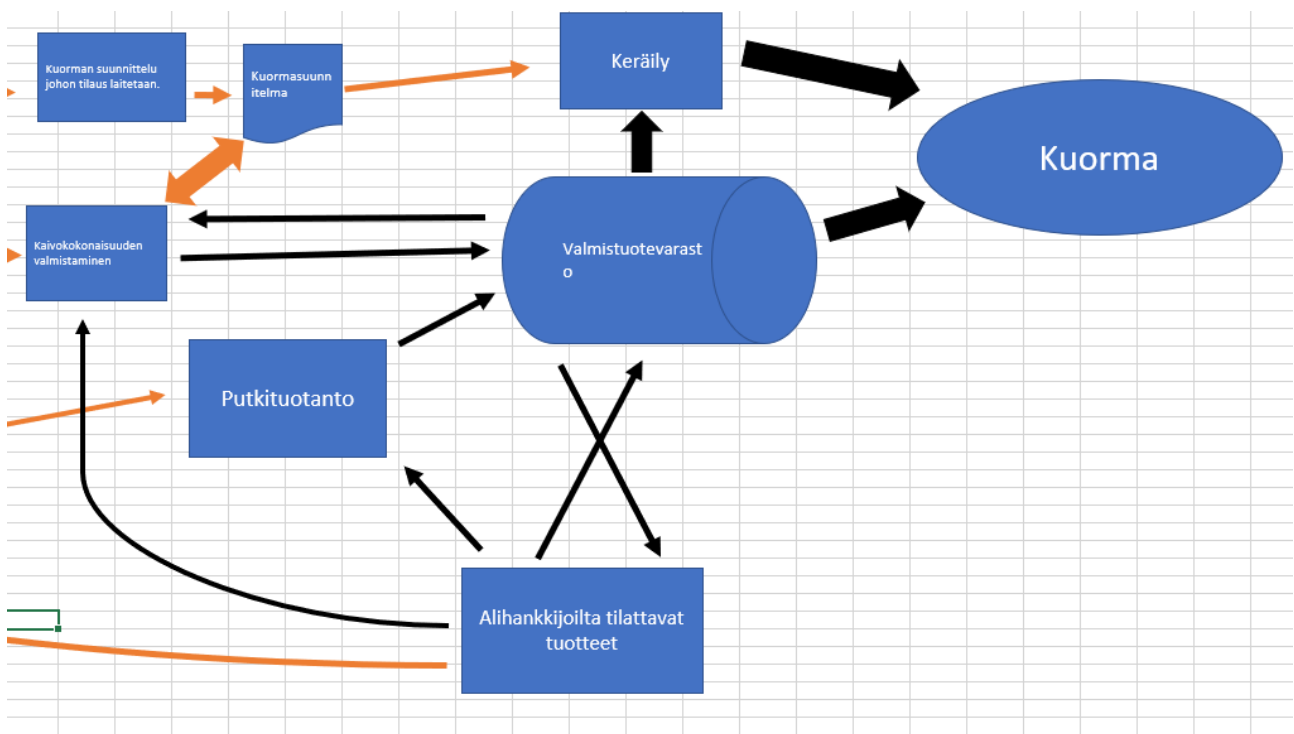 Kuorman suunnittelu
johon tilaus laitetaan.
Kuormasuunn
itelma
Keräily
Kuorma
Kaivokokonaisuuden
valmistaminen
Valmistuotevarast
o
Putkituotanto
Alihankkijoilta tilattavat
tuotteet